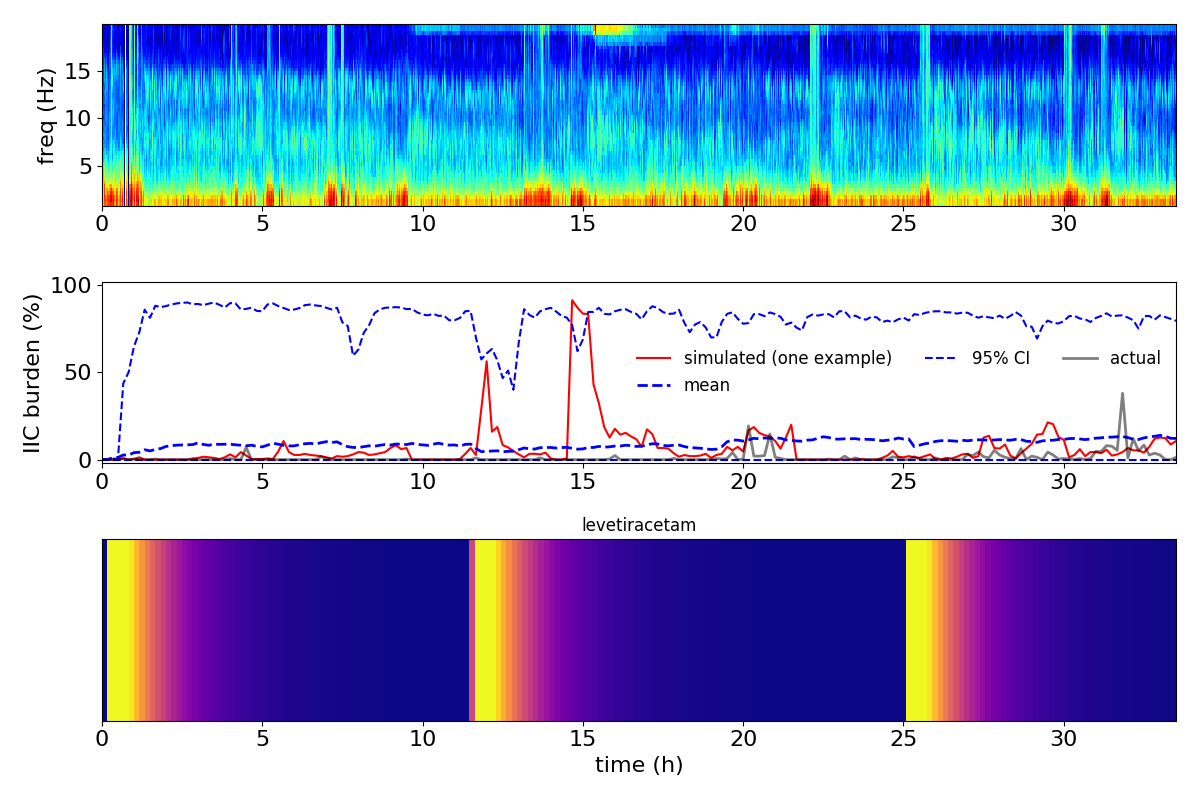 freq (Hz)
15
10
5
0 5 10 15 20 25 30
IIC burden (%)
100
50
0
simulated (one example) 95% CI actual
mean
0 5 10 15 20 25 30
levetiracetam
0 5 10 15 20 25 30
time (h)